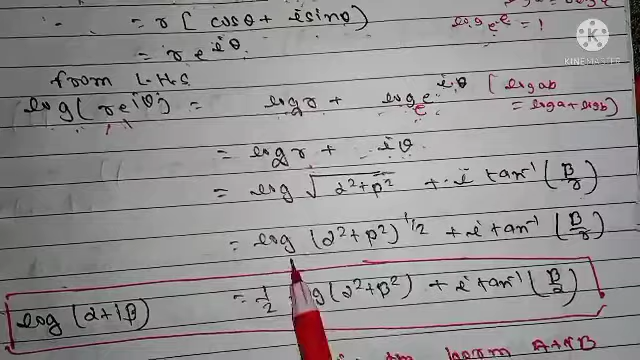 = r [ cosθ + i sinθ ) log_e e = 1
= r e^{iθ}
from L.H.S
log ( r e^{iθ} ) = log r + log_e e^{iθ} [ log ab = log a + log b )
= log r + iθ.
= log √(α²+β²) + i tan⁻¹ (β/r)
= log (α²+β²)^{1/2} + i tan⁻¹ (β/r)
log (α+iβ) = 1/2 log (α²+β²) + i tan⁻¹ (β/α)
form A+iB
K
KINEMASTER